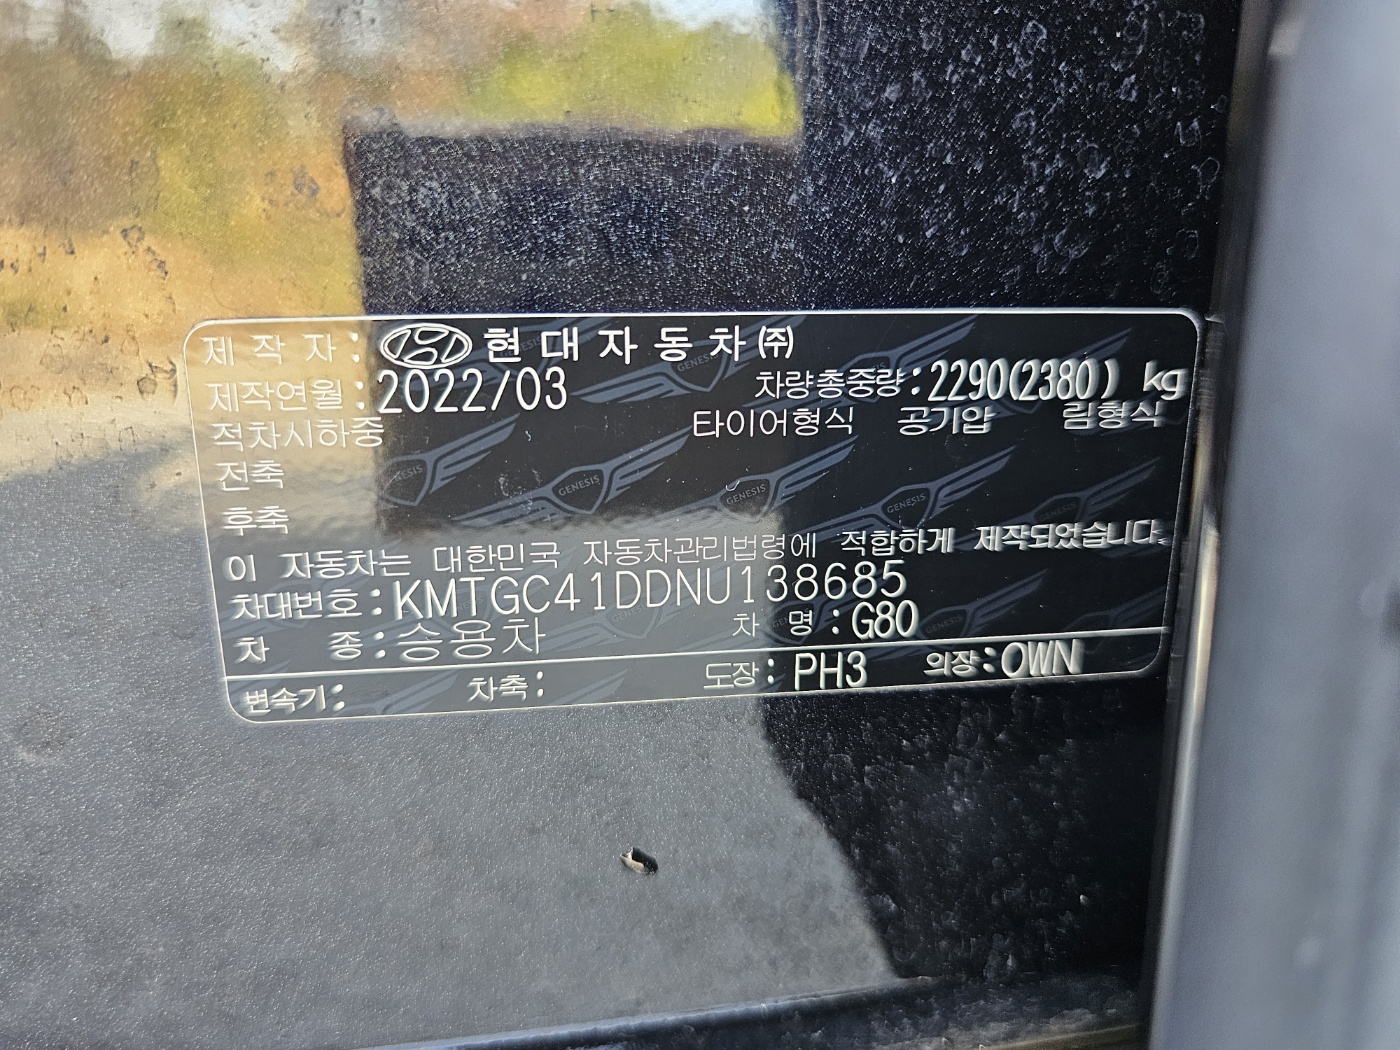 제 작 자 : 현 대 자 동 차 ㈜
제작연월 : 2022/03 차량총중량 : 2290(2380) kg
적차시하중 타이어형식 공기압 림형식
전축
후축
이 자동차는 대한민국 자동차관리법령에 적합하게 제작되었습니다.
차대번호 : KMTGC41DDNU138685
차 종 : 승용차 차 명 : G80
변속기 : 차축 : 도장 : PH3 의장 : OWN
GENESIS GENESIS GENESIS GENESIS